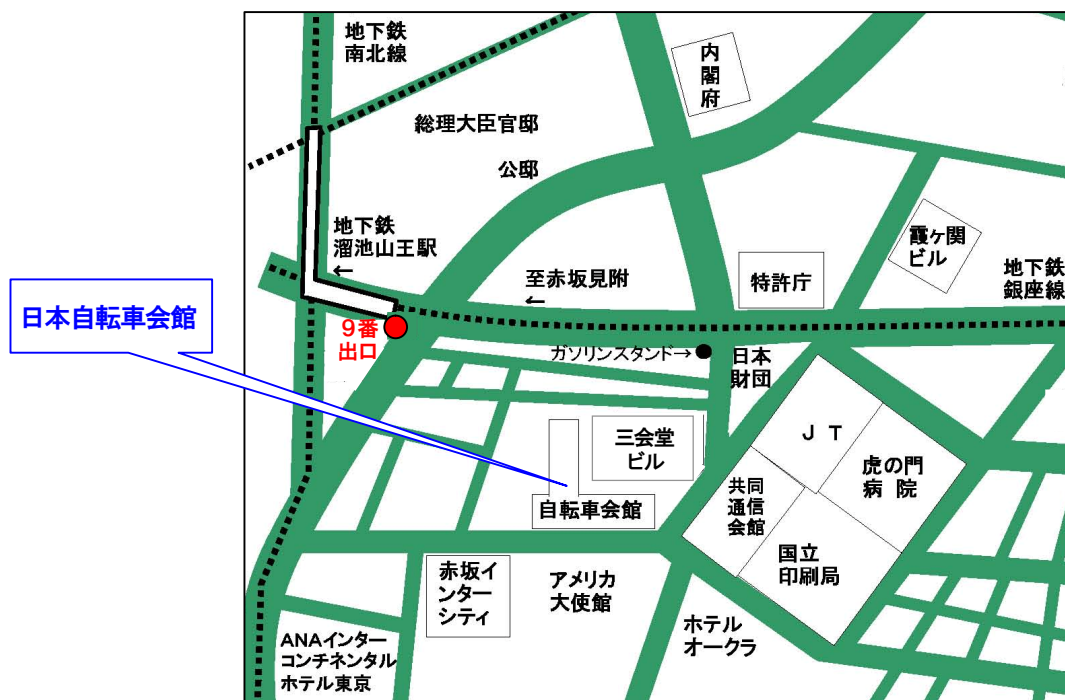 地下鉄
南北線
内
閣
府
総理大臣官邸
公邸
地下鉄
溜池山王駅
←
至赤坂見附
←
特許庁
霞ヶ関
ビル
地下鉄
銀座線
日本自転車会館
9番
出口
ガソリンスタンド→
日本
財団
三会堂
ビル
JT
虎の門
病院
共同
通信
会館
自転車会館
国立
印刷局
赤坂イ
ンター
シティ
アメリカ
大使館
ホテル
オークラ
ANAインター
コンチネンタル
ホテル東京